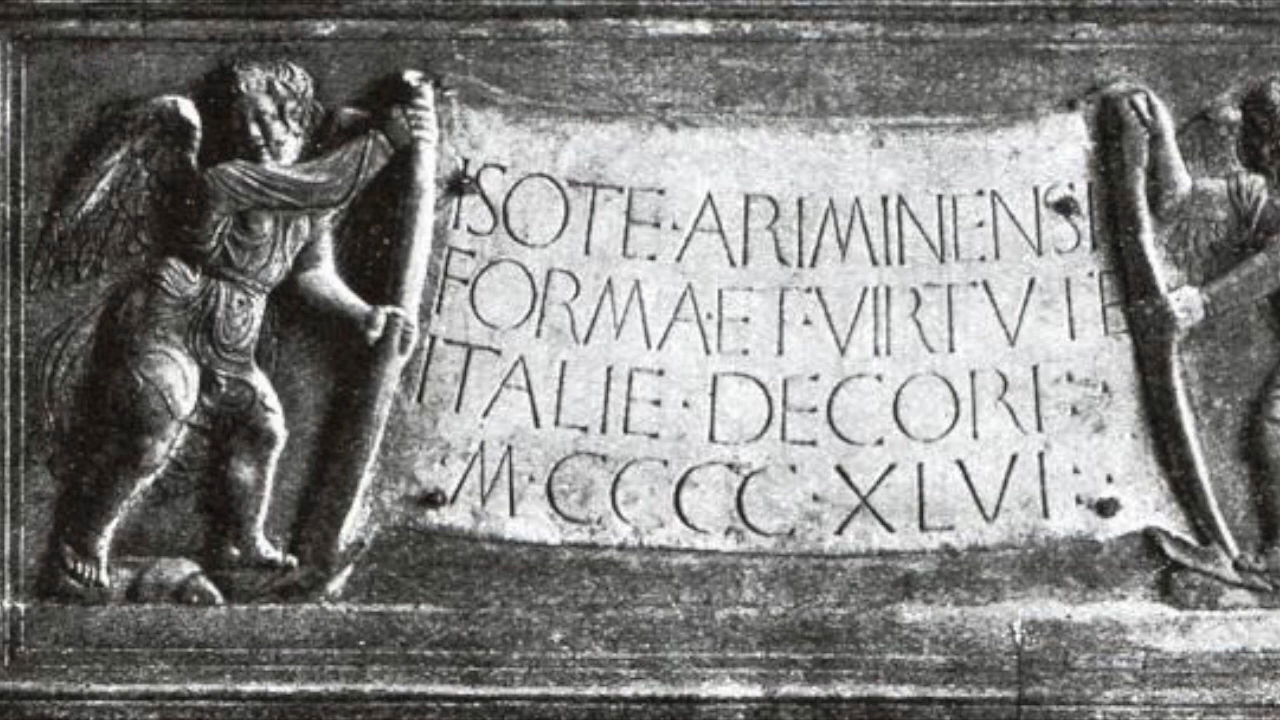 ISOTE·ARIMINENSI
FORMA·ET·VIRTVTE
ITALIE·DECORI·
M·CCCC·XLVI·